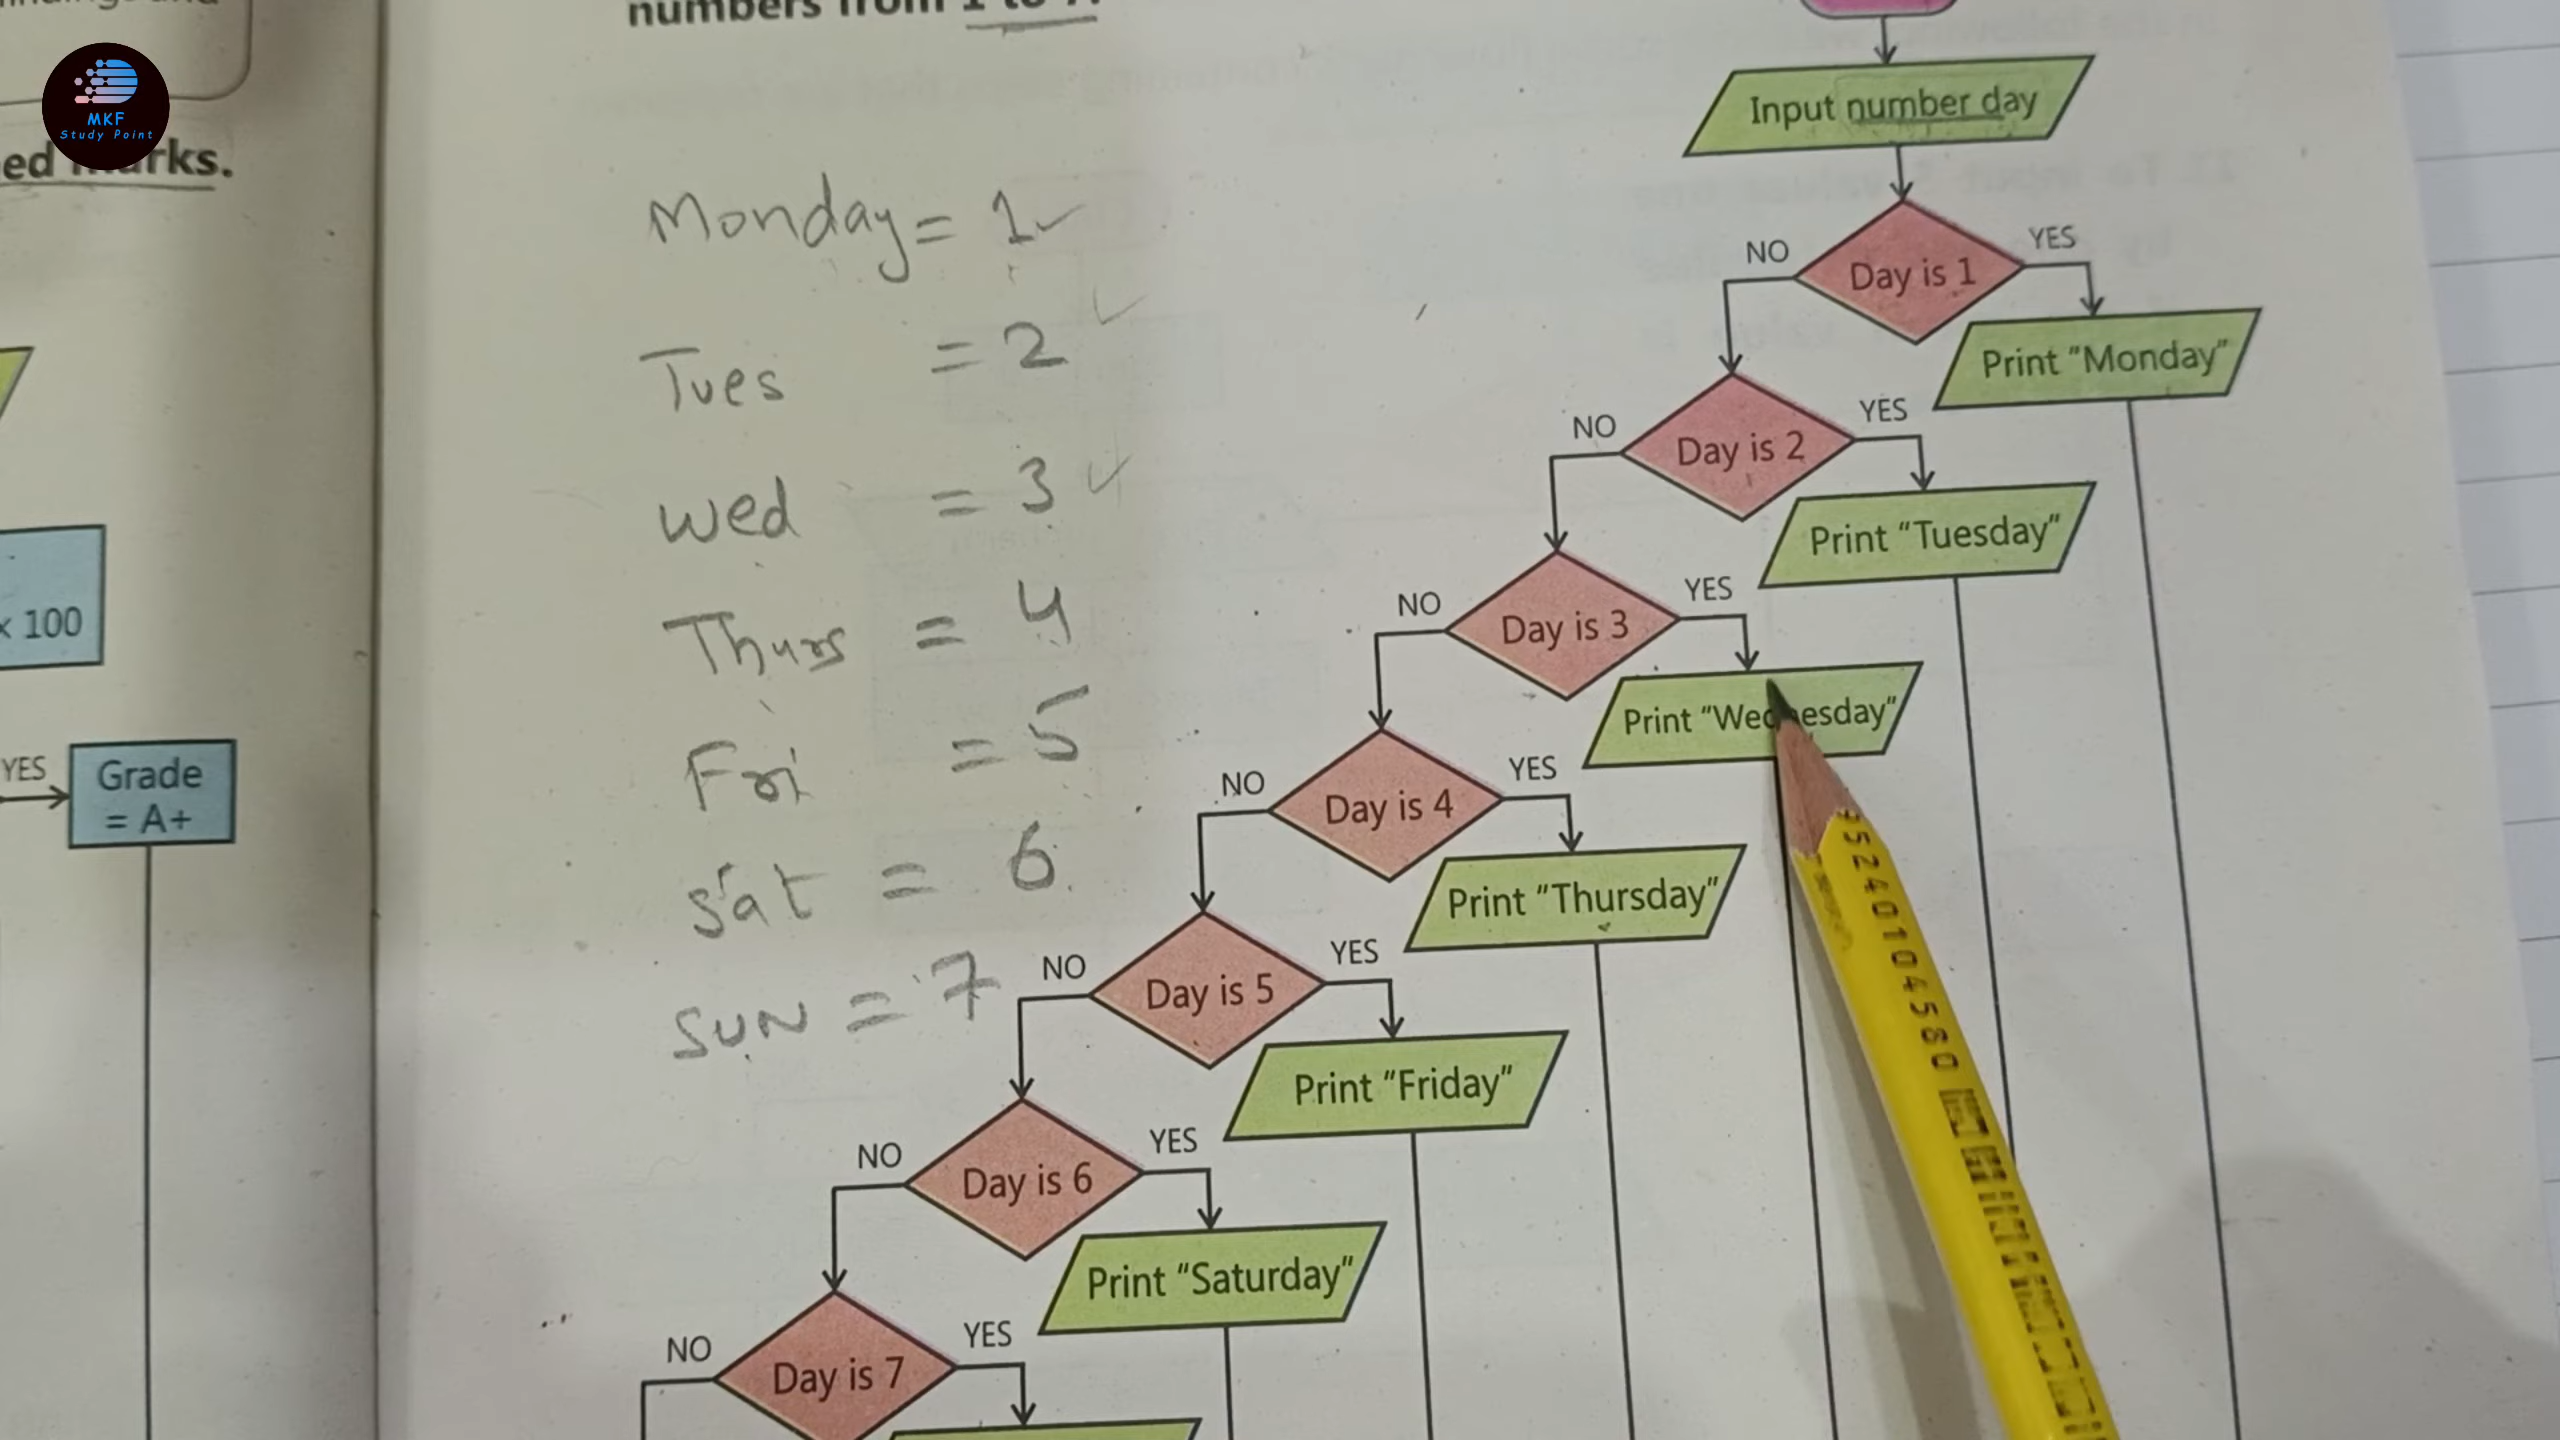 numbers from 1 to 7.
MKF
Study Point
rks.
Input number day
Monday = 1
NO
YES
Day is 1
Print "Monday"
Tues = 2
NO
YES
Day is 2
Print "Tuesday"
wed = 3
NO
YES
Day is 3
Print "Wednesday"
Thurs = 4
x 100
NO
YES
Day is 4
Print "Thursday"
Fri = 5
YES
Grade
= A+
Sat = 6
NO
YES
Day is 5
Print "Friday"
SUN = 7
NO
YES
Day is 6
Print "Saturday"
NO
YES
Day is 7
5240104580